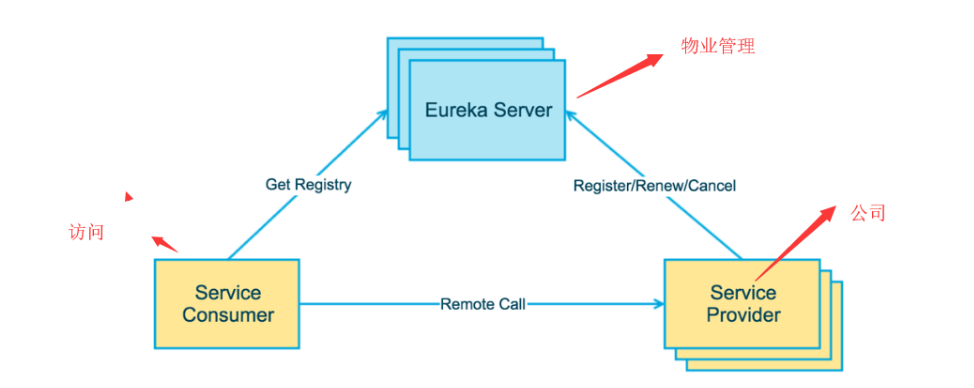 物业管理
Eureka Server
Get Registry
Register/Renew/Cancel
访问
公司
Service
Consumer
Remote Call
Service
Provider